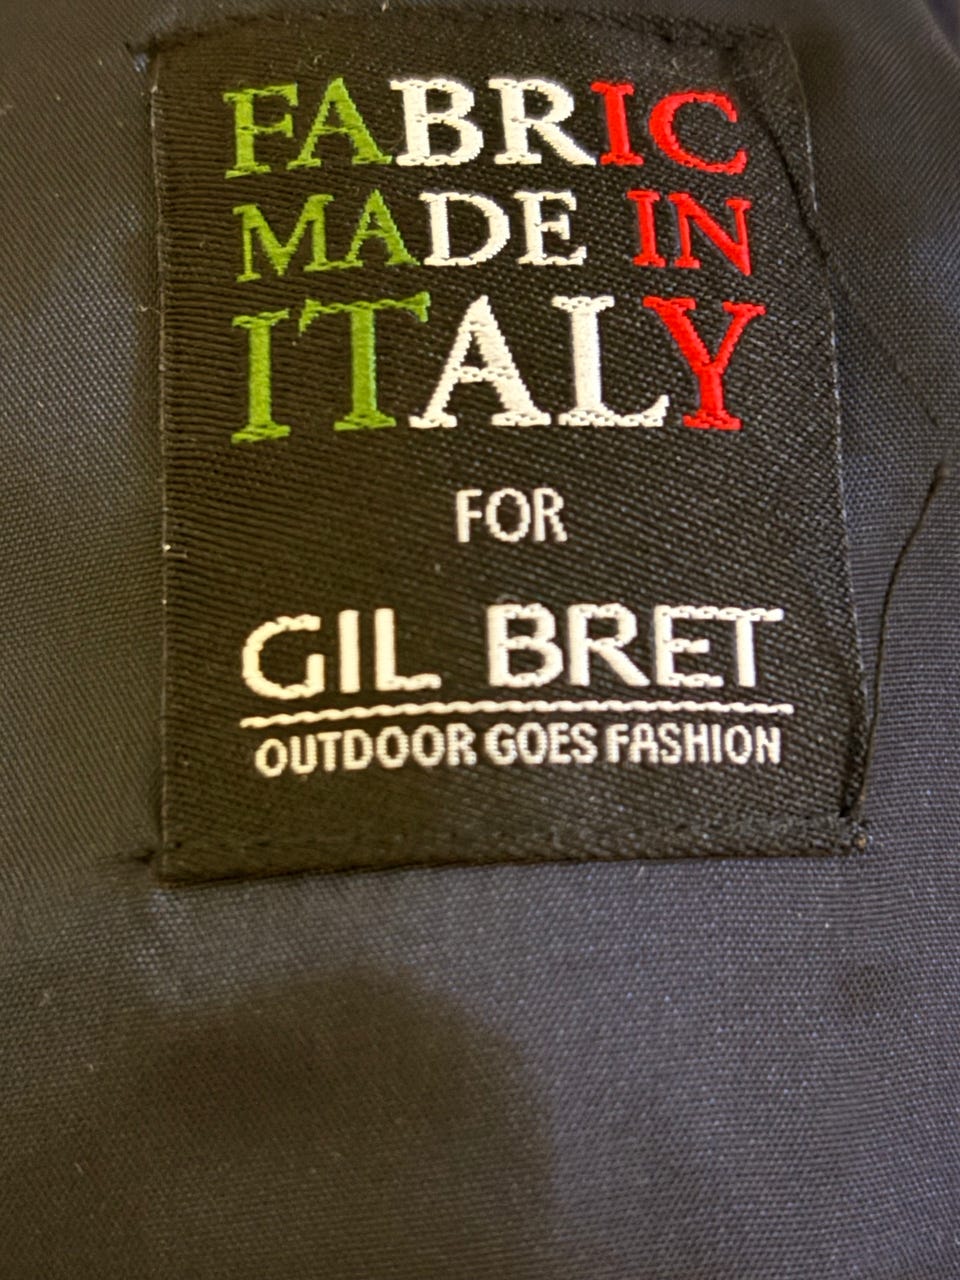 FABRIC
MADE IN
ITALY
FOR
GIL BRET
OUTDOOR GOES FASHION